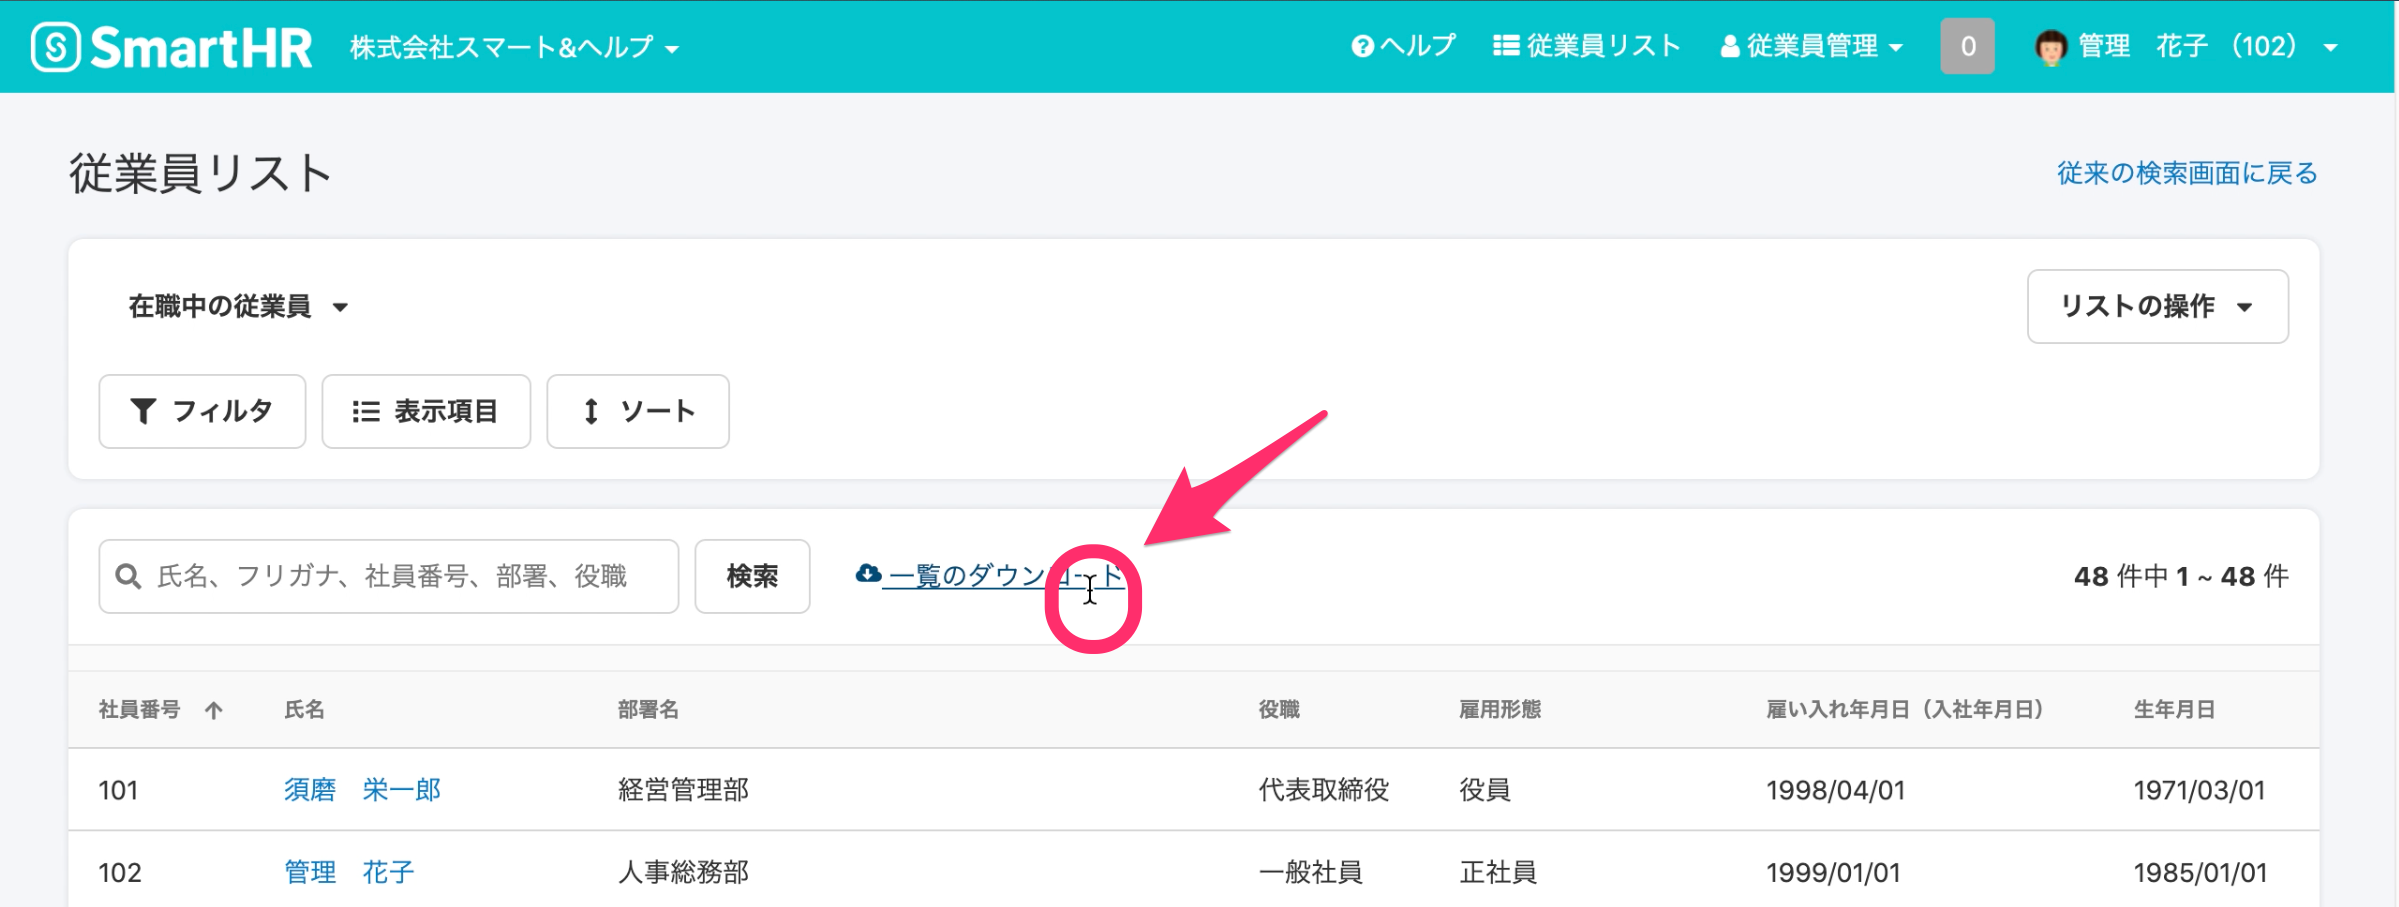 SmartHR 株式会社スマート&ヘルプ ヘルプ 従業員リスト 従業員管理 0 管理 花子 (102)
従業員リスト 従来の検索画面に戻る
在職中の従業員 リストの操作
フィルタ 表示項目 ソート
氏名、フリガナ、社員番号、部署、役職 検索 一覧のダウンロード 48 件中 1 ~ 48 件
社員番号 氏名 部署名 役職 雇用形態 雇い入れ年月日（入社年月日） 生年月日
101 須磨 栄一郎 経営管理部 代表取締役 役員 1998/04/01 1971/03/01
102 管理 花子 人事総務部 一般社員 正社員 1999/01/01 1985/01/01